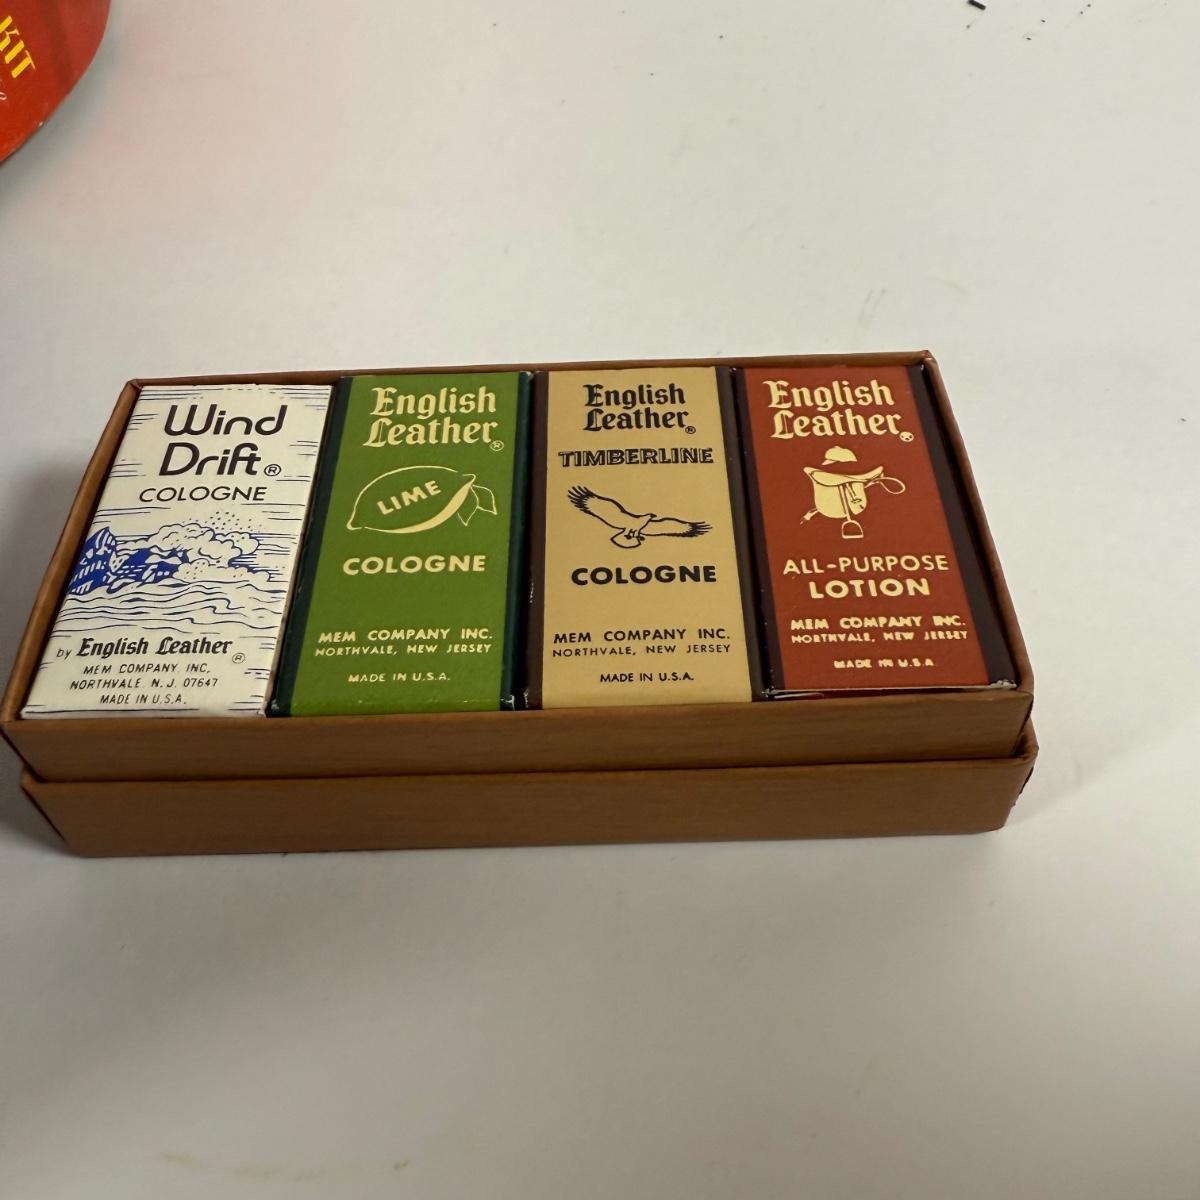 KIT
Wind
Drift®
COLOGNE
by English Leather®
MEM COMPANY INC,
NORTHVALE, N. J. 07647
MADE IN U.S.A.
English
Leather®
LIME
COLOGNE
MEM COMPANY INC.
NORTHVALE, NEW JERSEY
MADE IN U.S.A.
English
Leather®
TIMBERLINE
COLOGNE
MEM COMPANY INC.
NORTHVALE, NEW JERSEY
MADE IN U.S.A.
English
Leather®
ALL-PURPOSE
LOTION
MEM COMPANY INC.
NORTHVALE, NEW JERSEY
MADE IN U.S.A.